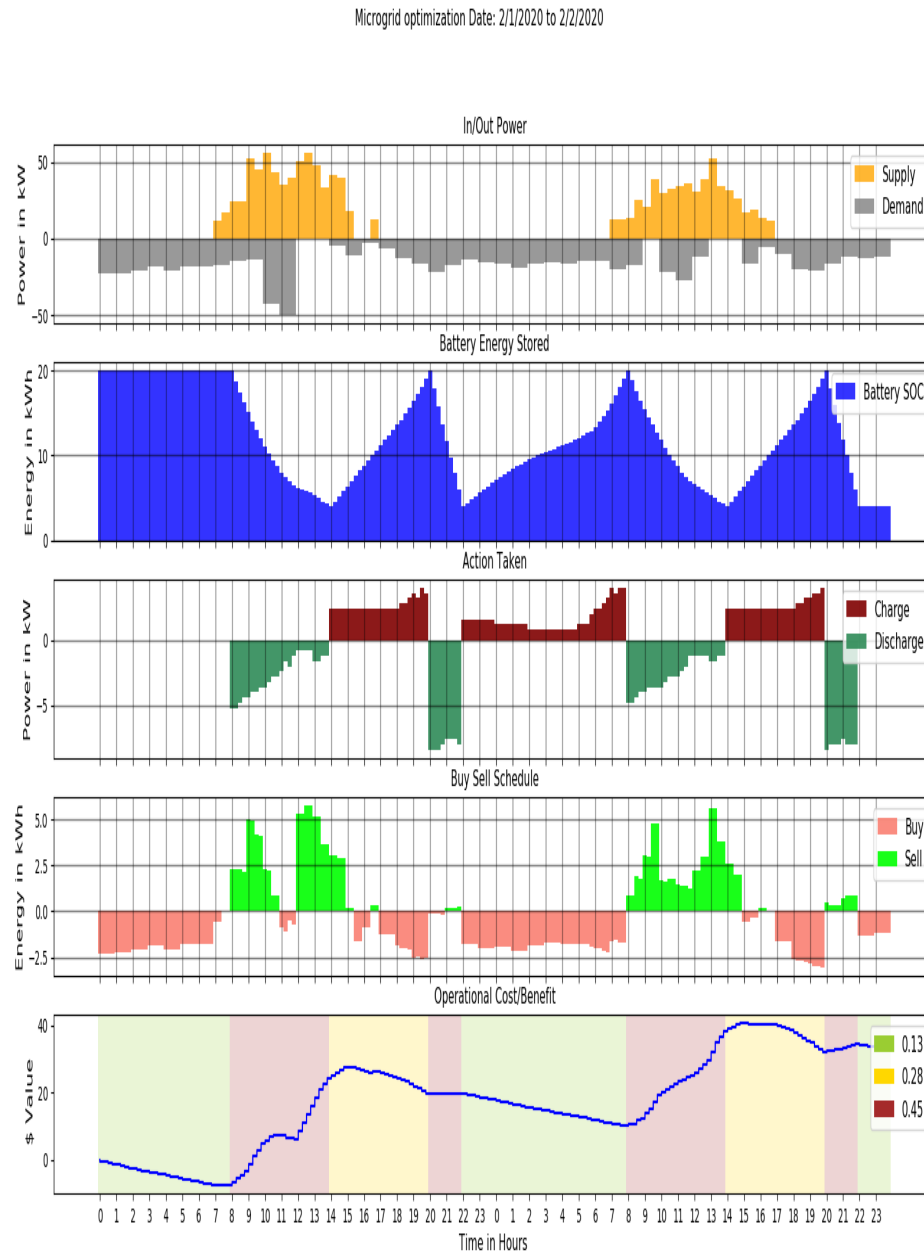 Microgrid optimization Date: 2/1/2020 to 2/2/2020
In/Out Power
Power in kW
50
0
−50
Supply
Demand
Battery Energy Stored
Energy in kWh
20
10
0
Battery SOC
Action Taken
Power in kW
0
−5
Charge
Discharge
Buy Sell Schedule
Energy in kWh
5.0
2.5
0.0
−2.5
Buy
Sell
Operational Cost/Benefit
$ Value
40
20
0
0.13
0.28
0.45
0 1 2 3 4 5 6 7 8 9 10 11 12 13 14 15 16 17 18 19 20 21 22 23 0 1 2 3 4 5 6 7 8 9 10 11 12 13 14 15 16 17 18 19 20 21 22 23
Time in Hours